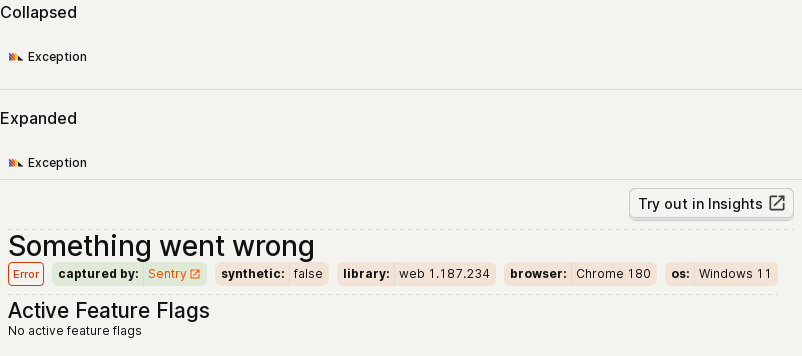 Collapsed
Exception
Expanded
Exception
Try out in Insights
Something went wrong
Error captured by: Sentry synthetic: false library: web 1.187.234 browser: Chrome 180 os: Windows 11
Active Feature Flags
No active feature flags